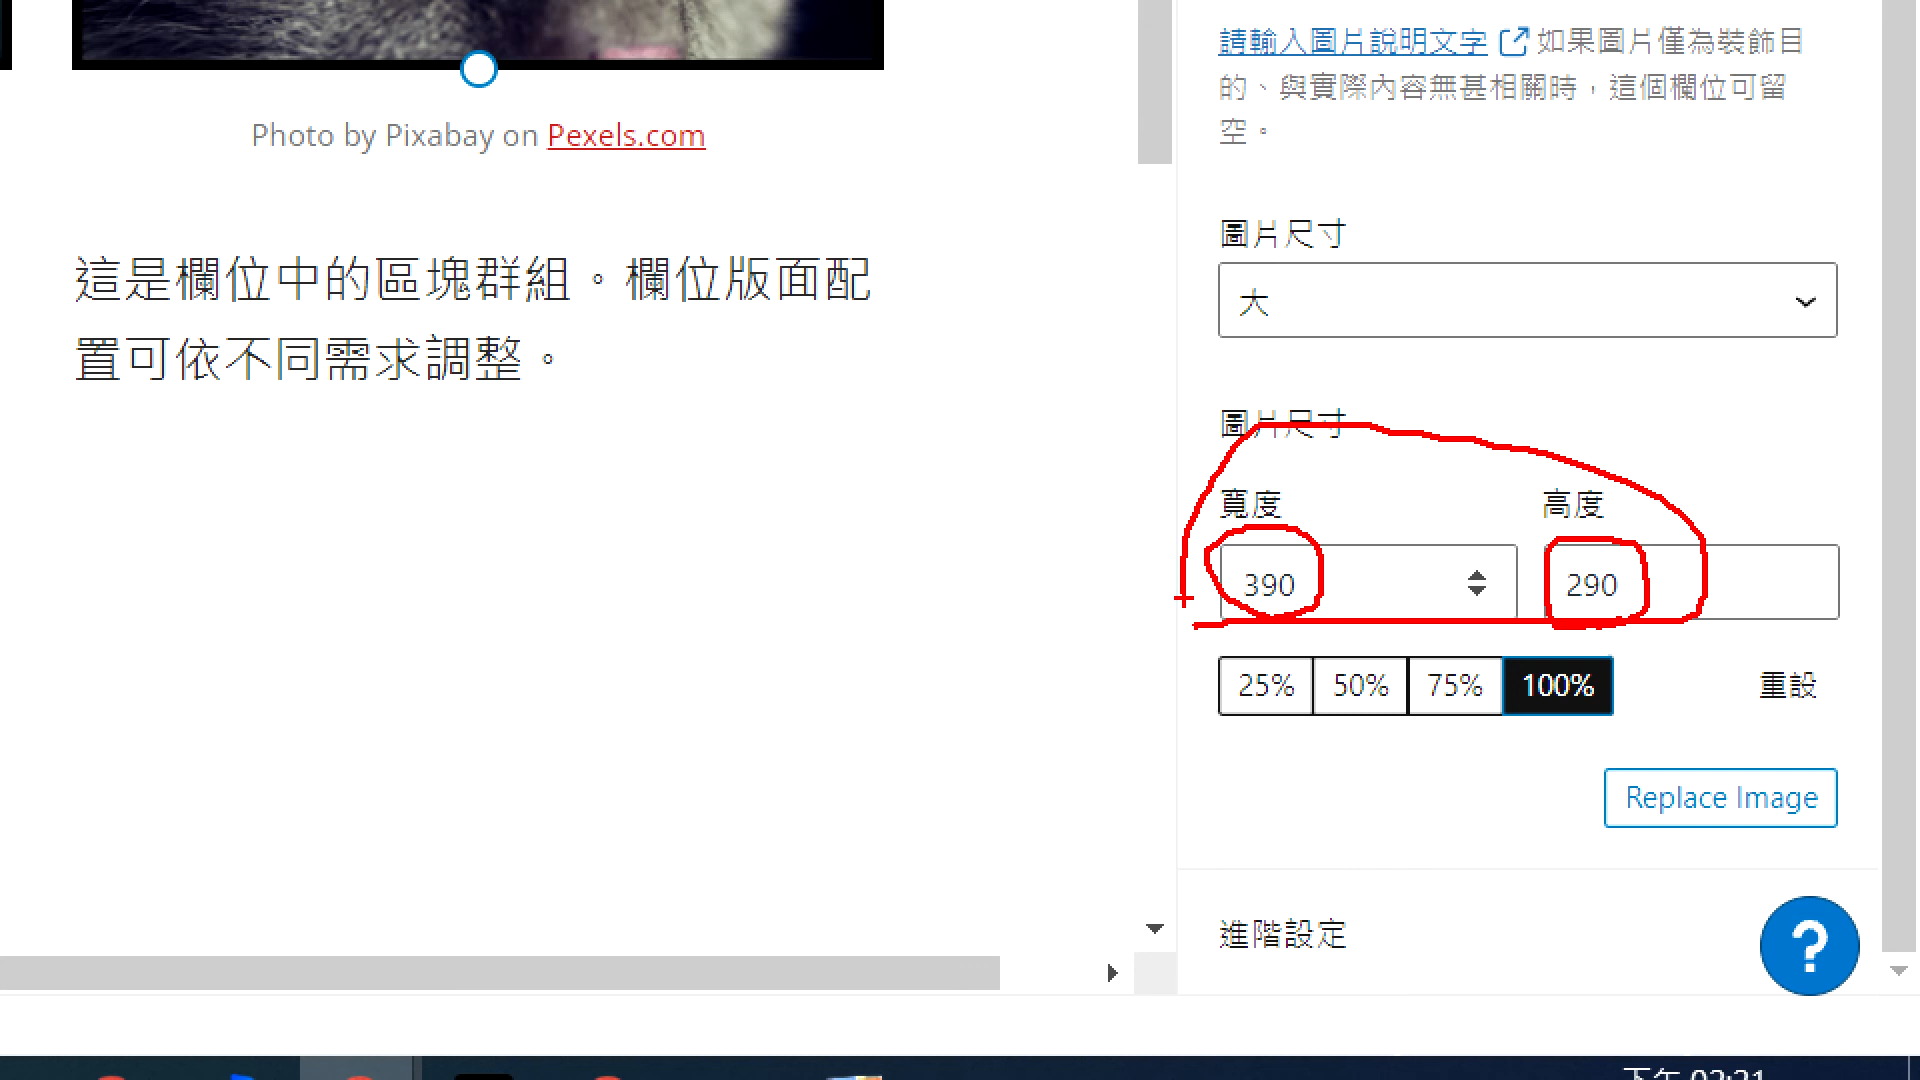 Photo by Pixabay on Pexels.com
這是欄位中的區塊群組。欄位版面配
置可依不同需求調整。
請輸入圖片說明文字 如果圖片僅為裝飾目
的、與實際內容無甚相關時，這個欄位可留
空。
圖片尺寸
大
圖片尺寸
寬度 高度
390 290
25% 50% 75% 100% 重設
Replace Image
進階設定
?